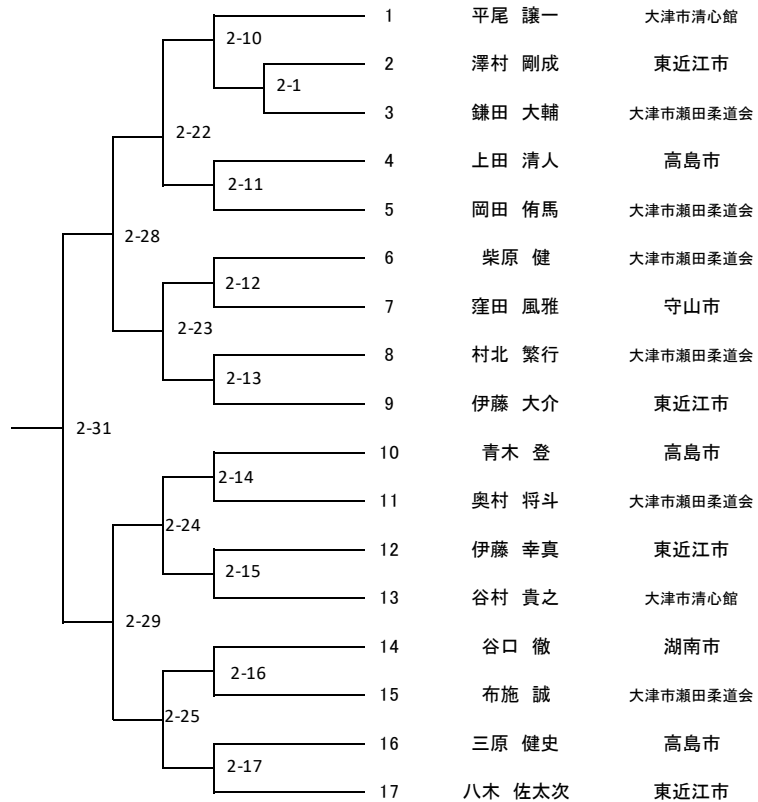 1 平尾 譲一 大津市清心館
2-10
2 澤村 剛成 東近江市
2-1
3 鎌田 大輔 大津市瀬田柔道会
2-22
4 上田 清人 高島市
2-11
5 岡田 侑馬 大津市瀬田柔道会
2-28
6 柴原 健 大津市瀬田柔道会
2-12
7 窪田 風雅 守山市
2-23
8 村北 繁行 大津市瀬田柔道会
2-13
9 伊藤 大介 東近江市
2-31
10 青木 登 高島市
2-14
11 奥村 将斗 大津市瀬田柔道会
2-24
12 伊藤 幸真 東近江市
2-15
13 谷村 貴之 大津市清心館
2-29
14 谷口 徹 湖南市
2-16
15 布施 誠 大津市瀬田柔道会
2-25
16 三原 健史 高島市
2-17
17 八木 佐太次 東近江市